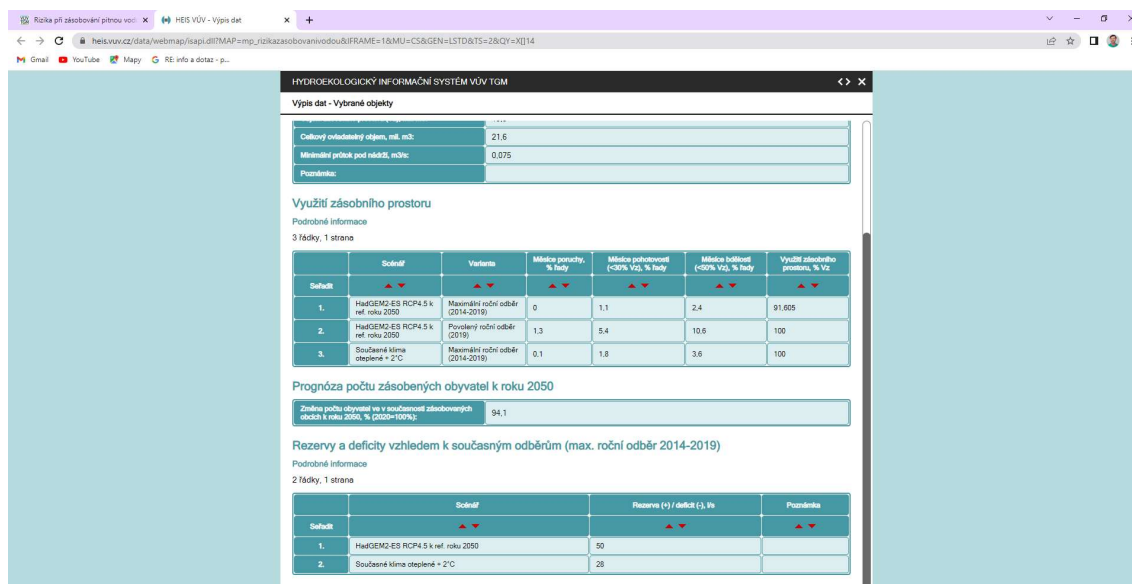 Rizika při zásobování pitnou vod
HEIS VÚV - Výpis dat
heis.vuv.cz/data/webmap/isapi.dll?MAP=mp_rizikazasobovanivodou&IFRAME=1&MU=CS&GEN=LSTD&TS=2&QY=X[]14
Gmail YouTube Mapy RE: info a dotaz - p...
HYDROEKOLOGICKÝ INFORMAČNÍ SYSTÉM VÚV TGM
Výpis dat - Vybrané objekty
Celkový ovladatelný objem, mil. m3: 21,6
Minimální průtok pod nádrží, m3/s: 0,075
Poznámka:
Využití zásobního prostoru
Podrobné informace
3 řádky, 1 strana
Scénář Varianta Měsíce poruchy, % řady Měsíce pohotovosti (<30% Vz), % řady Měsíce bdělosti (<50% Vz), % řady Využití zásobního prostoru, % Vz
Seřadit
1. HadGEM2-ES RCP4.5 k ref. roku 2050 Maximální roční odběr (2014-2019) 0 1,1 2,4 91,605
2. HadGEM2-ES RCP4.5 k ref. roku 2050 Povolený roční odběr (2019) 1,3 5,4 10,6 100
3. Současné klima oteplené + 2°C Maximální roční odběr (2014-2019) 0,1 1,8 3,6 100
Prognóza počtu zásobených obyvatel k roku 2050
Změna počtu obyvatel ve v současnosti zásobovaných
obcích k roku 2050, % (2020=100%): 94,1
Rezervy a deficity vzhledem k současným odběrům (max. roční odběr 2014-2019)
Podrobné informace
2 řádky, 1 strana
Scénář Rezerva (+) / deficit (-), l/s Poznámka
Seřadit
1. HadGEM2-ES RCP4.5 k ref. roku 2050 50
2. Současné klima oteplené + 2°C 28